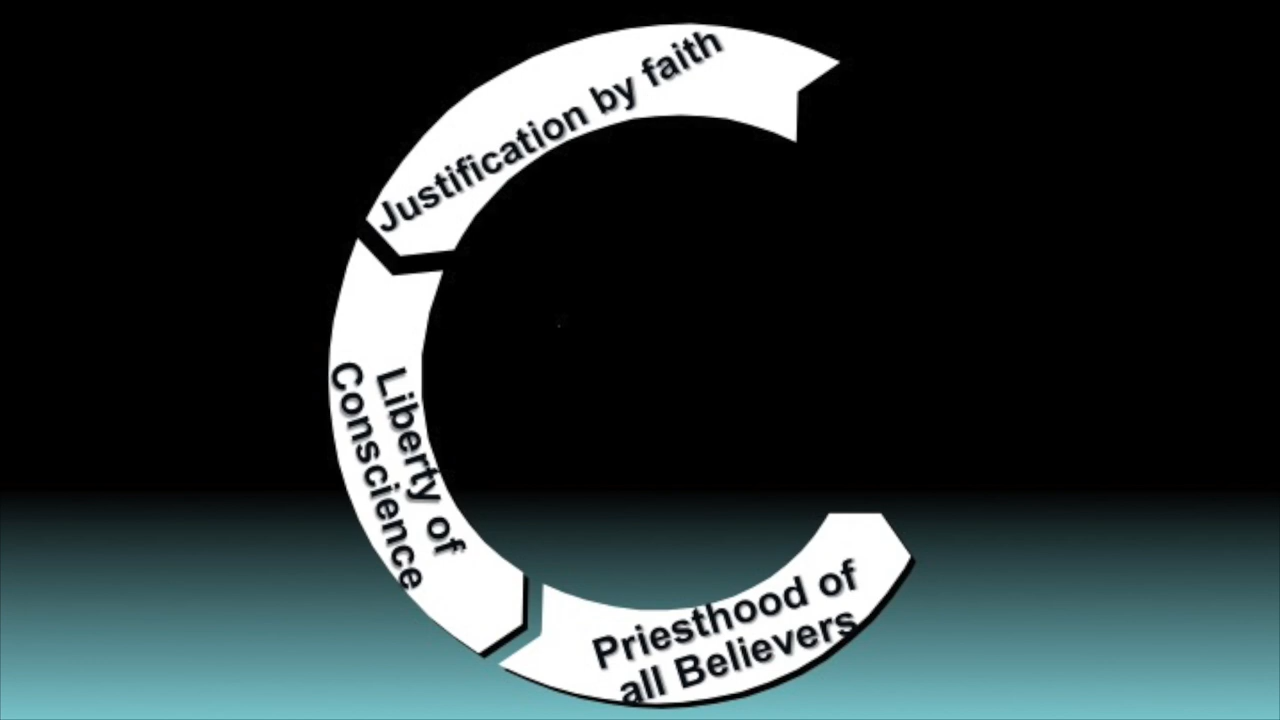 Justification by faith
Liberty of
Conscience
Priesthood of
all Believers